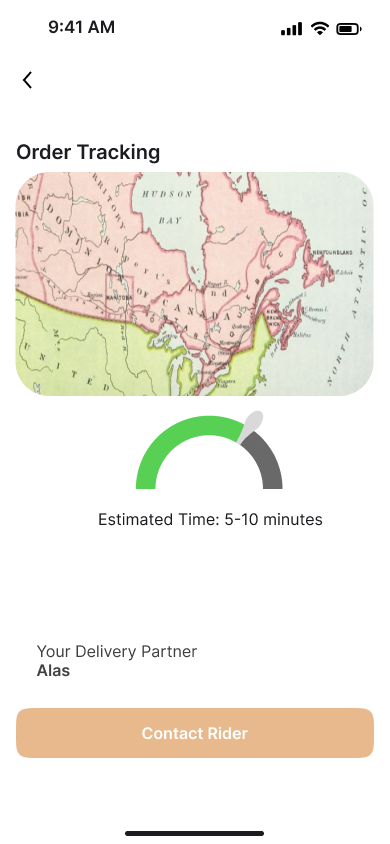 9:41 AM
Order Tracking
HUDSON
BAY
NEWFOUNDLAND
DOMINION
OF
CANADA
MANITOBA
UNITED
NORTH ATLANTIC OC
Estimated Time: 5-10 minutes
Your Delivery Partner
Alas
Contact Rider